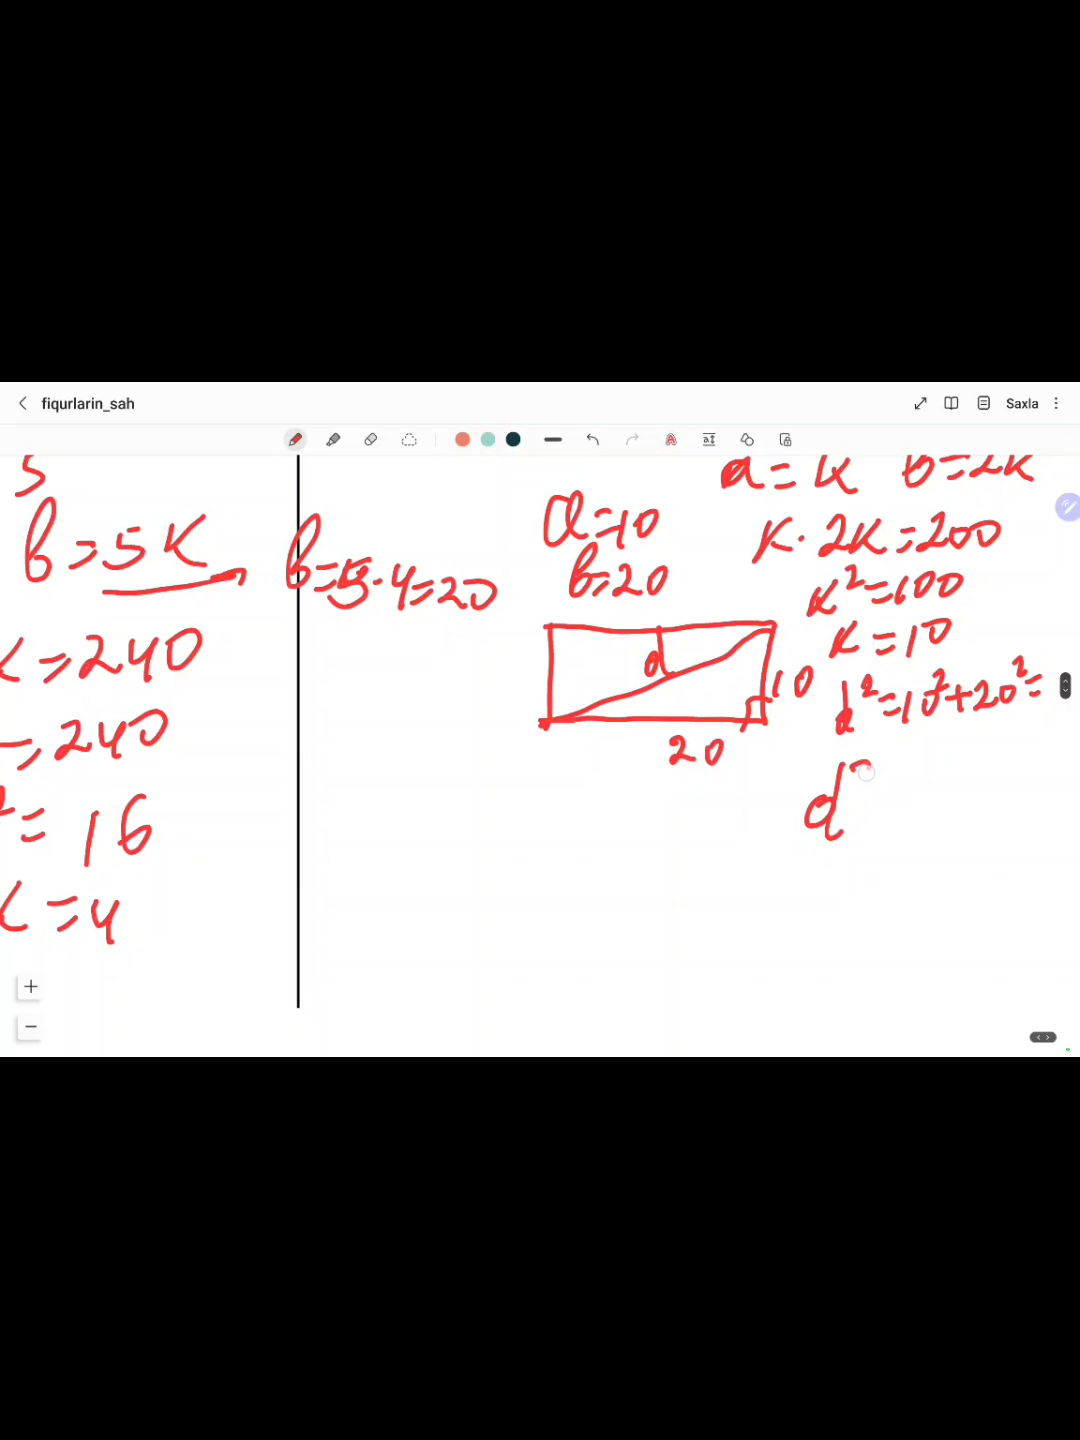 fiqurlarin_sah
Saxla
5
b=5K
b=5·4=20
K=240
=240
²=16
K=4
a=10
b=20
a=K b=2K
K·2K=200
K²=100
K=10
d
10
20
d²=10²+20²=
d